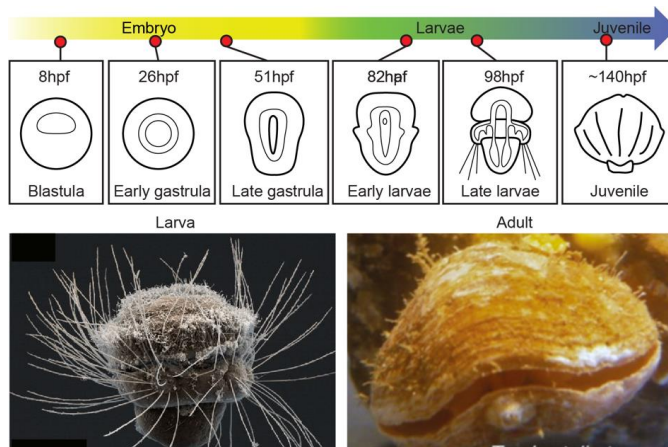 Embryo Larvae Juvenile
8hpf 26hpf 51hpf 82hpf 98hpf ~140hpf
Blastula Early gastrula Late gastrula Early larvae Late larvae Juvenile
Larva Adult